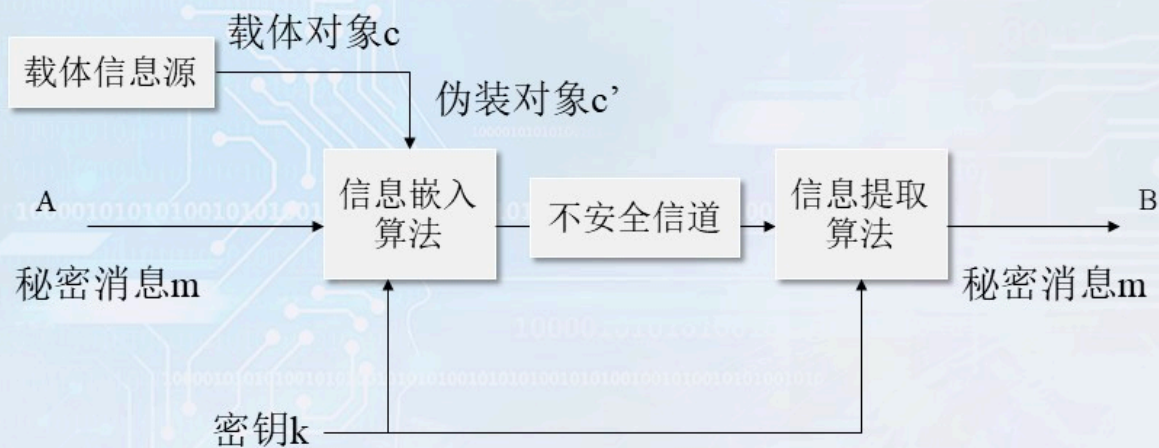 载体对象c
载体信息源
伪装对象c’
A
信息嵌入
算法
不安全信道
信息提取
算法
B
秘密消息m
秘密消息m
密钥k